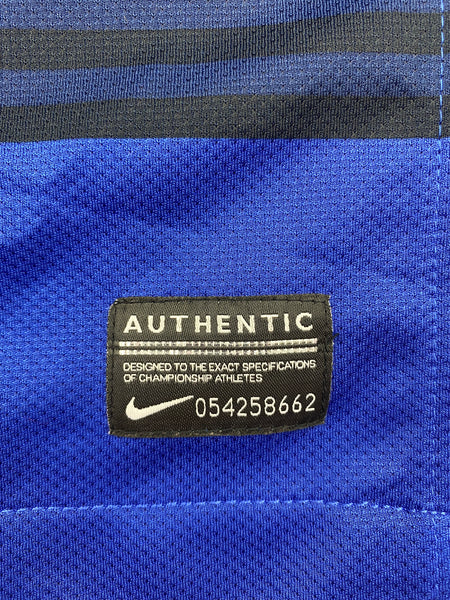 AUTHENTIC
DESIGNED TO THE EXACT SPECIFICATIONS
OF CHAMPIONSHIP ATHLETES
054258662